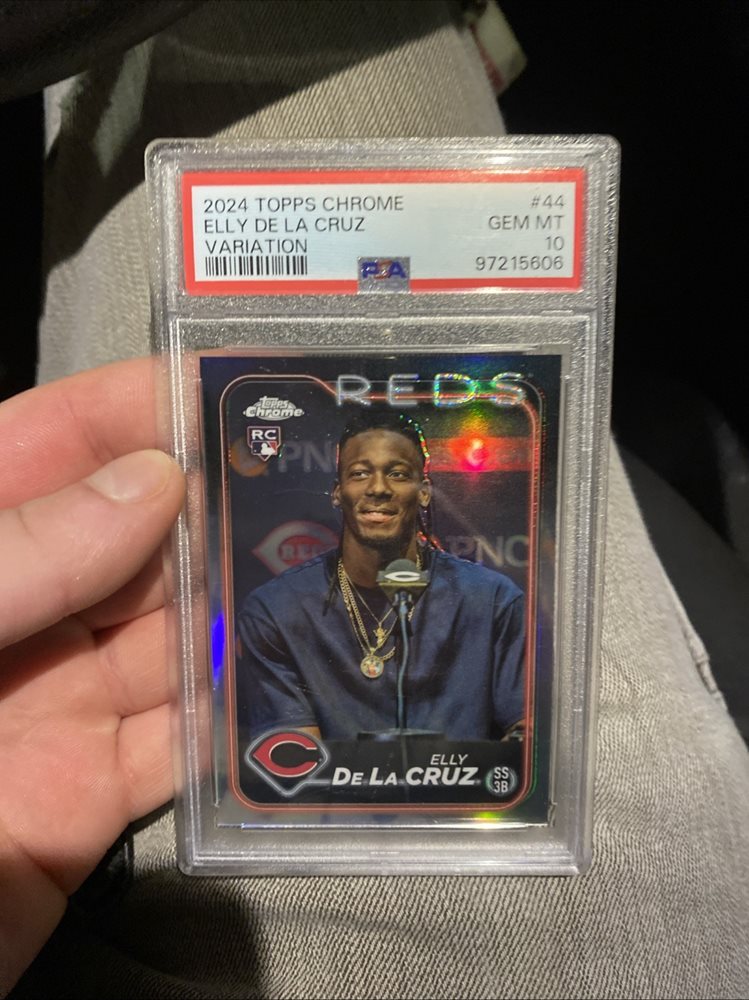 2024 TOPPS CHROME #44
ELLY DE LA CRUZ GEM MT
VARIATION 10
PSA 97215606
REDS
Topps
Chrome
RC
PNC
REDS
PNC
ELLY
DE LA CRUZ
SS
3B